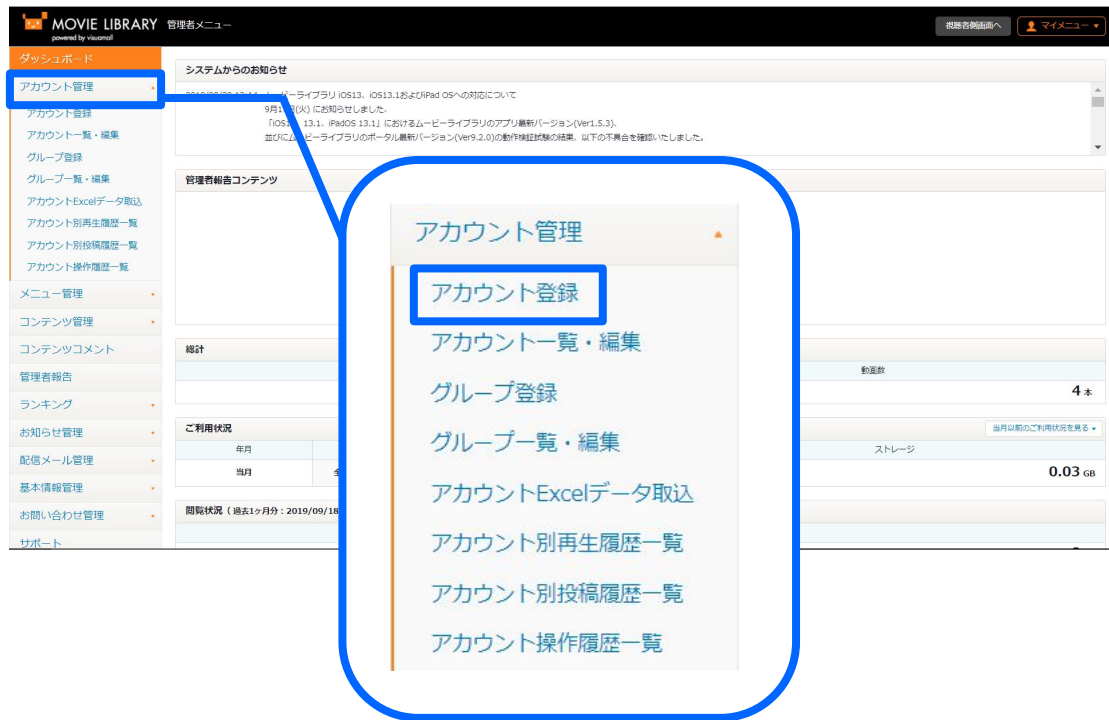 MOVIE LIBRARY
powered by visuamall
管理者メニュー
視聴者側画面へ
マイメニュー
ダッシュボード
アカウント管理
アカウント登録
アカウント一覧・編集
グループ登録
グループ一覧・編集
アカウントExcelデータ取込
アカウント別再生履歴一覧
アカウント別投稿履歴一覧
アカウント操作履歴一覧
メニュー管理
コンテンツ管理
コンテンツコメント
管理者報告
ランキング
お知らせ管理
配信メール管理
基本情報管理
お問い合わせ管理
サポート
システムからのお知らせ
ムービーライブラリ iOS13、iOS13.1およびiPad OSへの対応について
(火) にお知らせしました、
13.1、iPadOS 13.1」におけるムービーライブラリのアプリ最新バージョン(Ver1.5.3)、
並びにムービーライブラリのポータル最新バージョン(Ver9.2.0)の動作検証試験の結果、以下の不具合を確認いたしました。
管理者報告コンテンツ
総計
動画数
4 本
ご利用状況
当月以前のご利用状況を見る
年月
ストレージ
当月
0.03 GB
閲覧状況 ( 過去1ヶ月分 : 2019/09/18
アカウント管理
アカウント登録
アカウント一覧・編集
グループ登録
グループ一覧・編集
アカウントExcelデータ取込
アカウント別再生履歴一覧
アカウント別投稿履歴一覧
アカウント操作履歴一覧